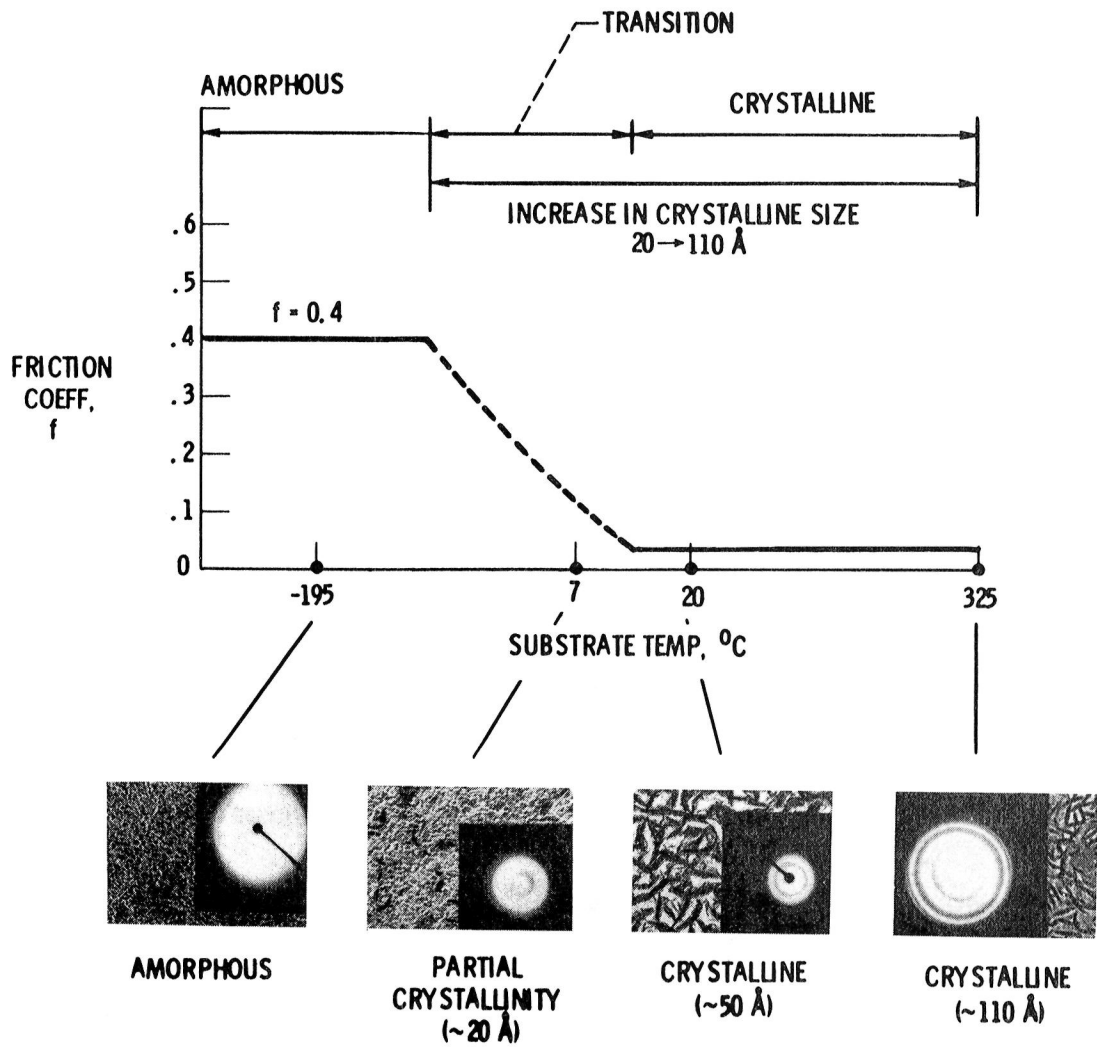 TRANSITION
AMORPHOUS
CRYSTALLINE
INCREASE IN CRYSTALLINE SIZE
20→110 Å
.6
.5
f = 0.4
.4
FRICTION
COEFF,
f
.3
.2
.1
0
-195
7
20
325
SUBSTRATE TEMP, °C
AMORPHOUS
PARTIAL
CRYSTALLINITY
(~20 Å)
CRYSTALLINE
(~50 Å)
CRYSTALLINE
(~110 Å)